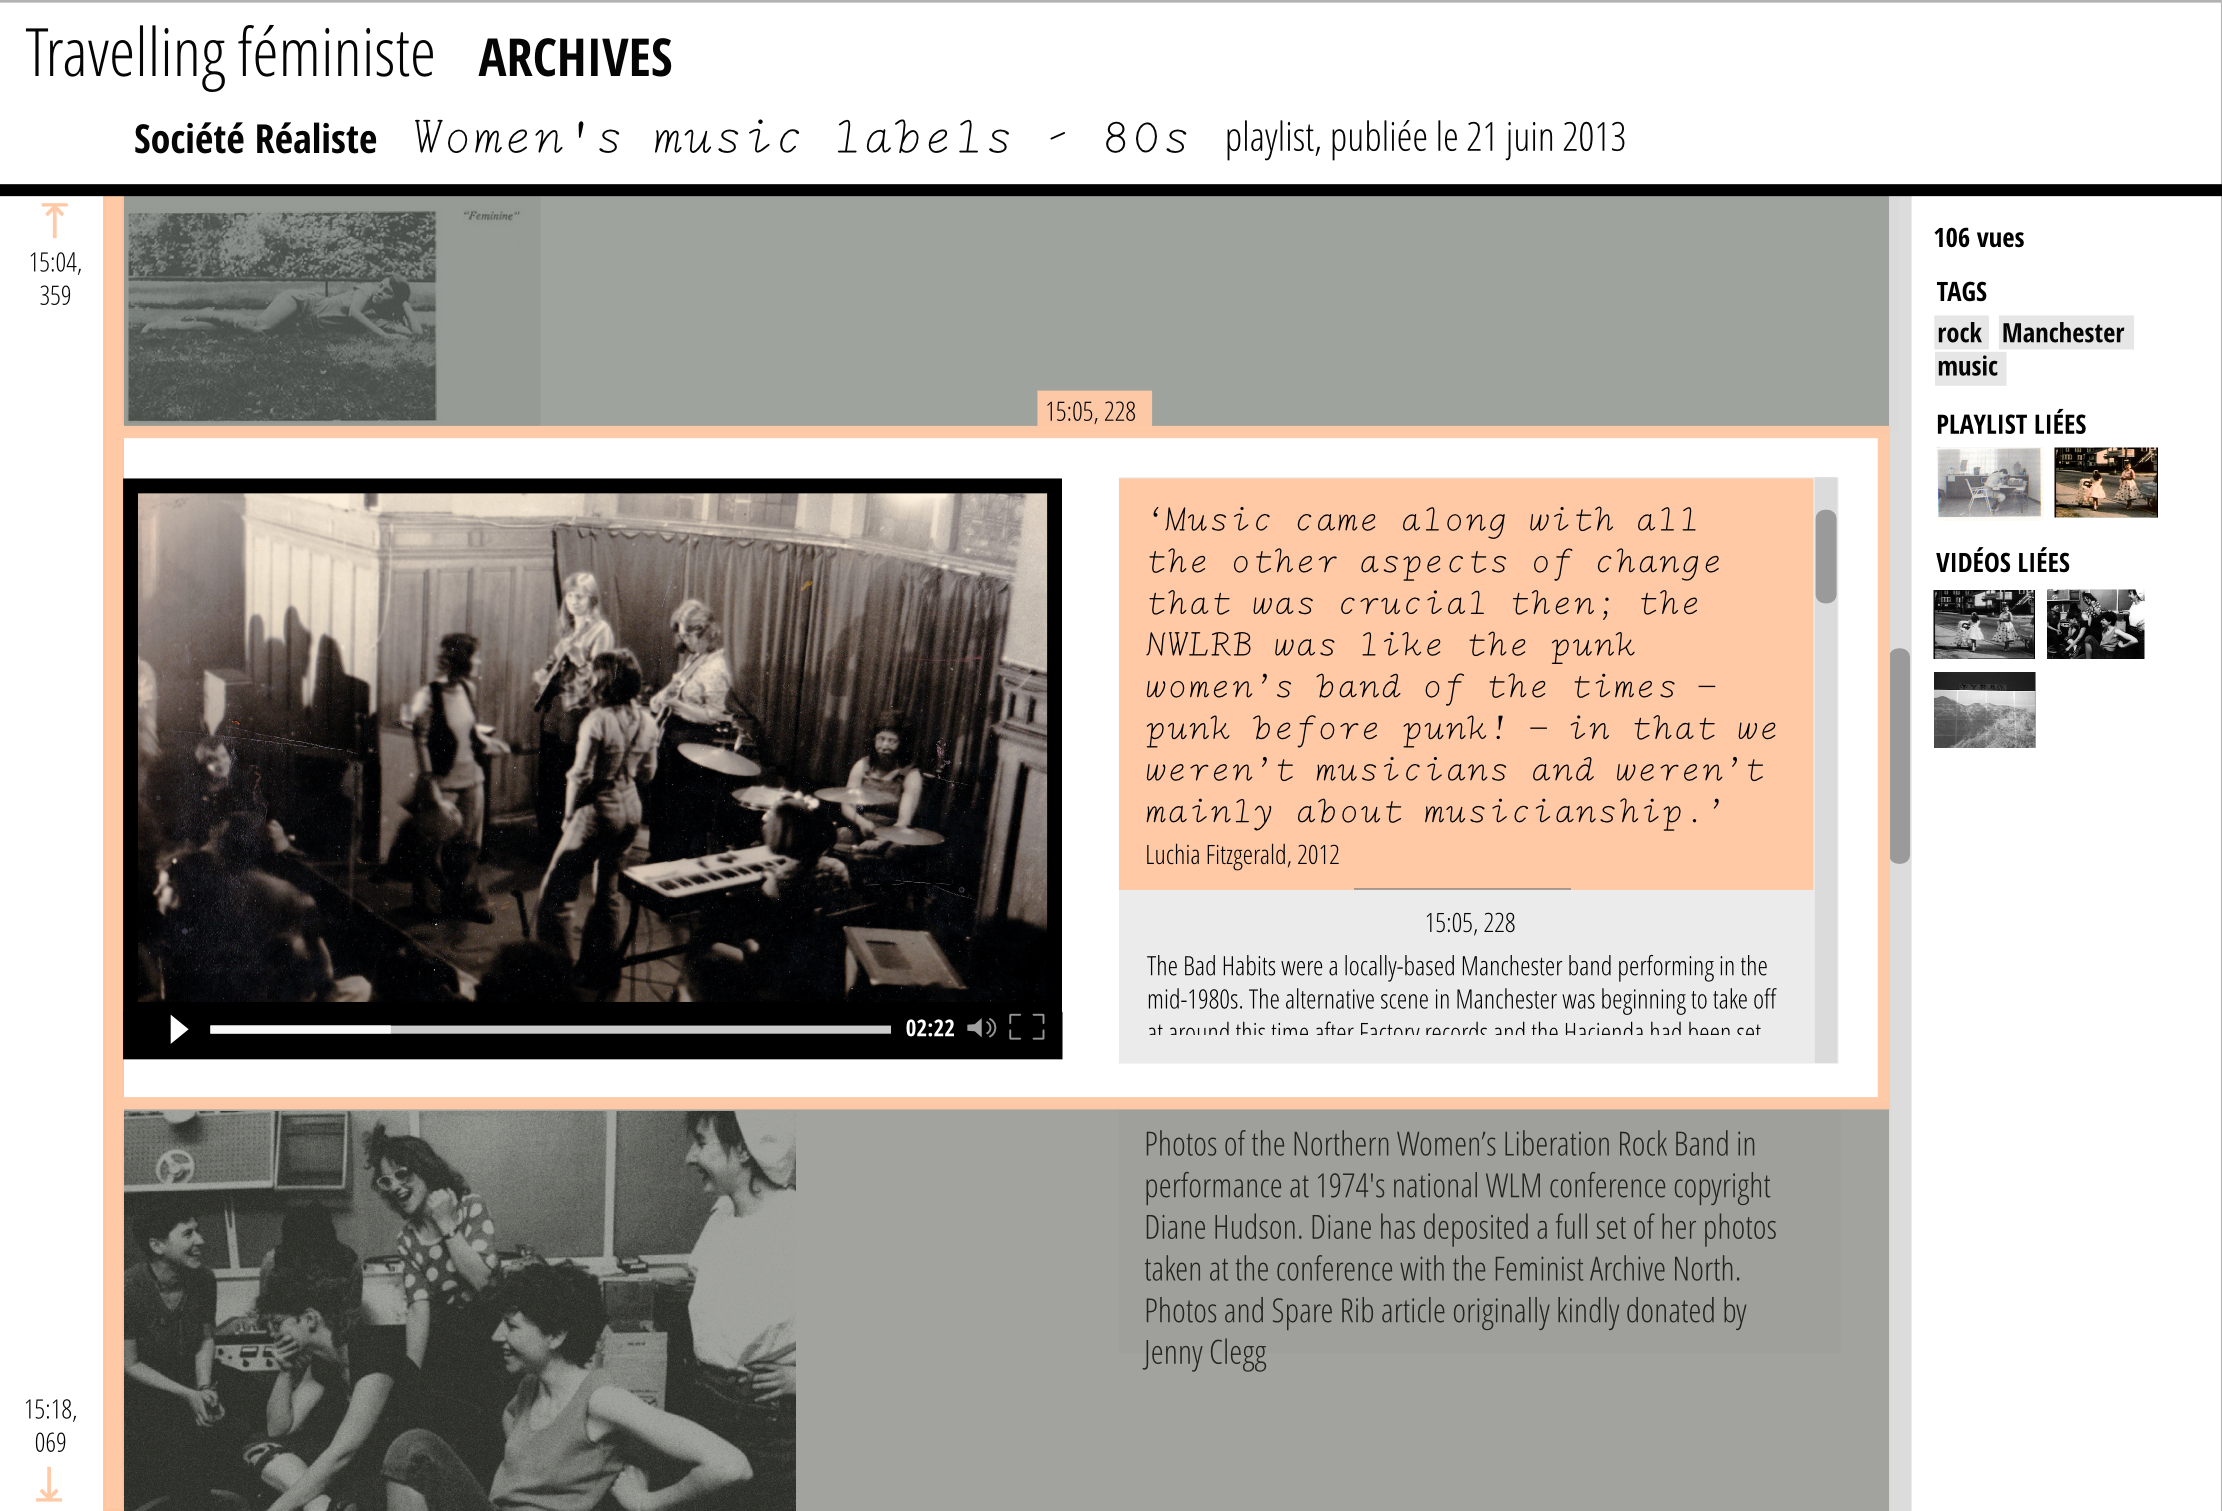 Travelling féministe ARCHIVES
Société Réaliste Women's music labels - 80s playlist, publiée le 21 juin 2013
15:04,
359
"Feminine"
15:05, 228
‘Music came along with all
the other aspects of change
that was crucial then; the
NWLRB was like the punk
women’s band of the times –
punk before punk! – in that we
weren’t musicians and weren’t
mainly about musicianship.’
Luchia Fitzgerald, 2012
15:05, 228
The Bad Habits were a locally-based Manchester band performing in the
mid-1980s. The alternative scene in Manchester was beginning to take off
at around this time after Factory records and the Hacienda had been set
02:22
Photos of the Northern Women’s Liberation Rock Band in
performance at 1974's national WLM conference copyright
Diane Hudson. Diane has deposited a full set of her photos
taken at the conference with the Feminist Archive North.
Photos and Spare Rib article originally kindly donated by
Jenny Clegg
15:18,
069
106 vues
TAGS
rock Manchester
music
PLAYLIST LIÉES
VIDÉOS LIÉES